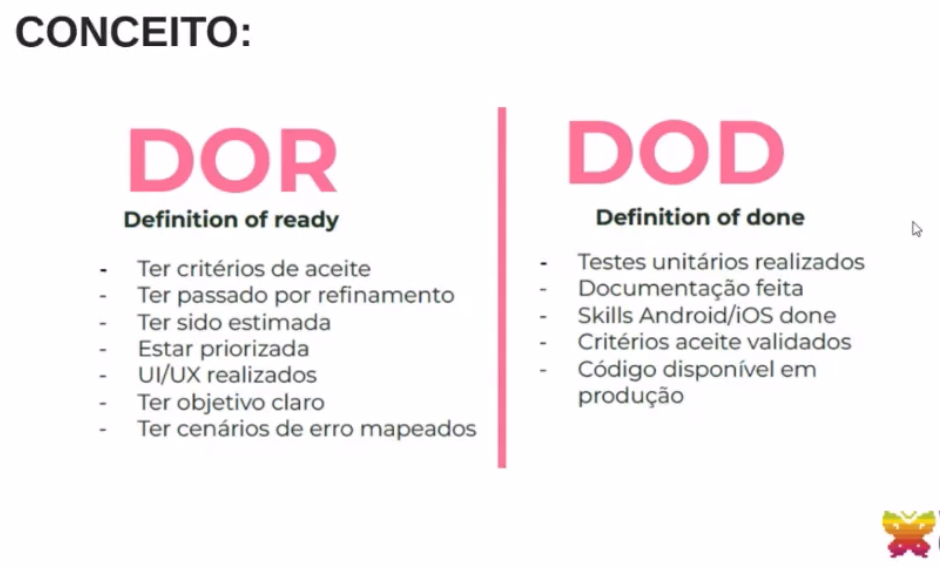 CONCEITO:
DOR
Definition of ready
- Ter critérios de aceite
- Ter passado por refinamento
- Ter sido estimada
- Estar priorizada
- UI/UX realizados
- Ter objetivo claro
- Ter cenários de erro mapeados
DOD
Definition of done
- Testes unitários realizados
- Documentação feita
- Skills Android/iOS done
- Critérios aceite validados
- Código disponível em
produção